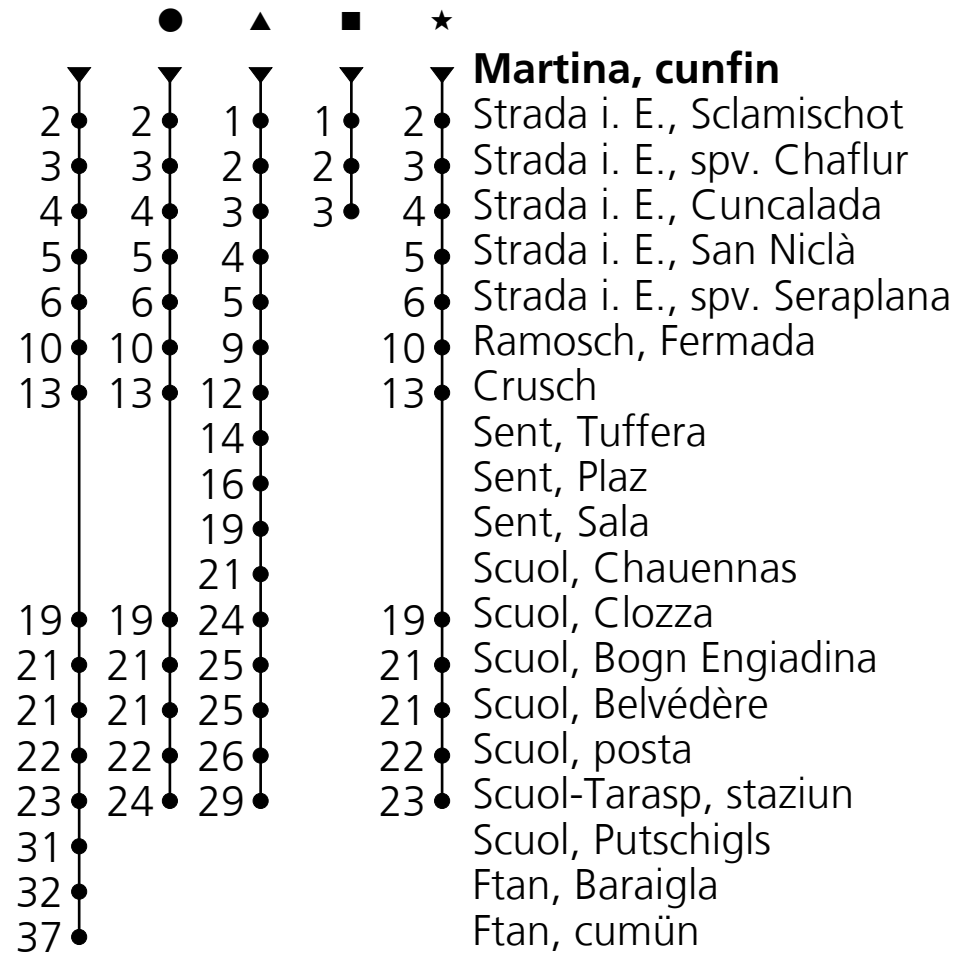 ● ▲ ■ ★
Martina, cunfin
2 2 1 1 2 Strada i. E., Sclamischot
3 3 2 2 3 Strada i. E., spv. Chaflur
4 4 3 3 4 Strada i. E., Cuncalada
5 5 4 5 Strada i. E., San Niclà
6 6 5 6 Strada i. E., spv. Seraplana
10 10 9 10 Ramosch, Fermada
13 13 12 13 Crusch
14 Sent, Tuffera
16 Sent, Plaz
19 Sent, Sala
21 Scuol, Chauennas
19 19 24 19 Scuol, Clozza
21 21 25 21 Scuol, Bogn Engiadina
21 21 25 21 Scuol, Belvédère
22 22 26 22 Scuol, posta
23 24 29 23 Scuol-Tarasp, staziun
31 Scuol, Putschigls
32 Ftan, Baraigla
37 Ftan, cumün